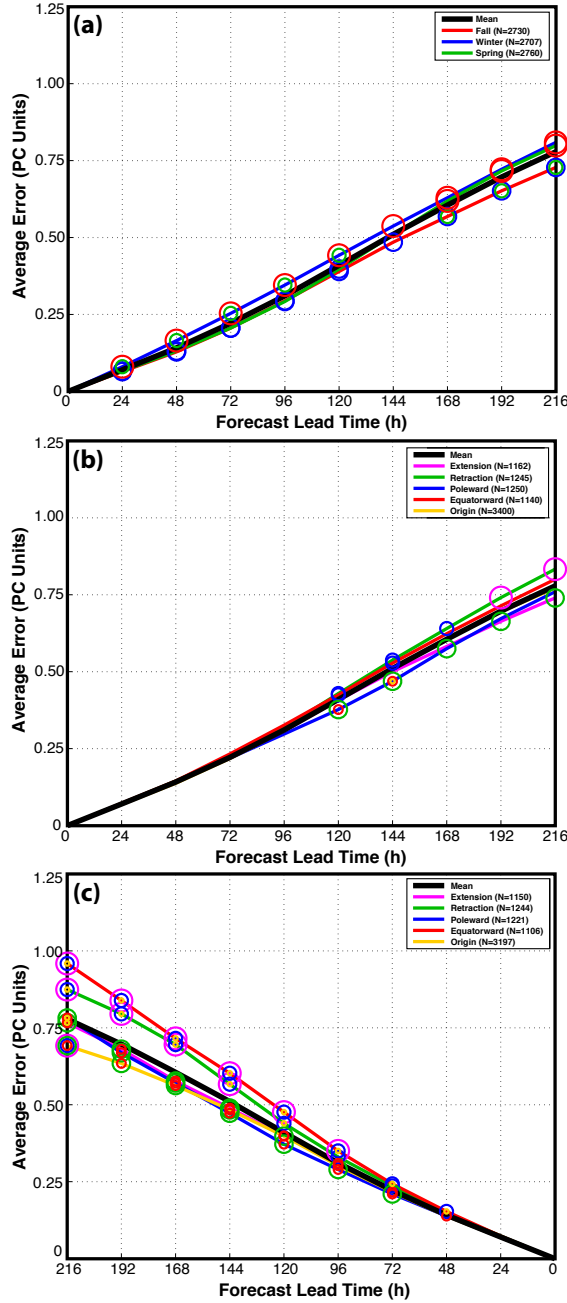 (a)
Mean
Fall (N=2730)
Winter (N=2707)
Spring (N=2760)
1.25
1.00
0.75
0.50
0.25
0
Average Error (PC Units)
0 24 48 72 96 120 144 168 192 216
Forecast Lead Time (h)
(b)
Mean
Extension (N=1162)
Retraction (N=1245)
Poleward (N=1250)
Equatorward (N=1140)
Origin (N=3400)
1.25
1.00
0.75
0.50
0.25
0
Average Error (PC Units)
0 24 48 72 96 120 144 168 192 216
Forecast Lead Time (h)
(c)
Mean
Extension (N=1150)
Retraction (N=1244)
Poleward (N=1221)
Equatorward (N=1106)
Origin (N=3197)
1.25
1.00
0.75
0.50
0.25
0
Average Error (PC Units)
216 192 168 144 120 96 72 48 24 0
Forecast Lead Time (h)